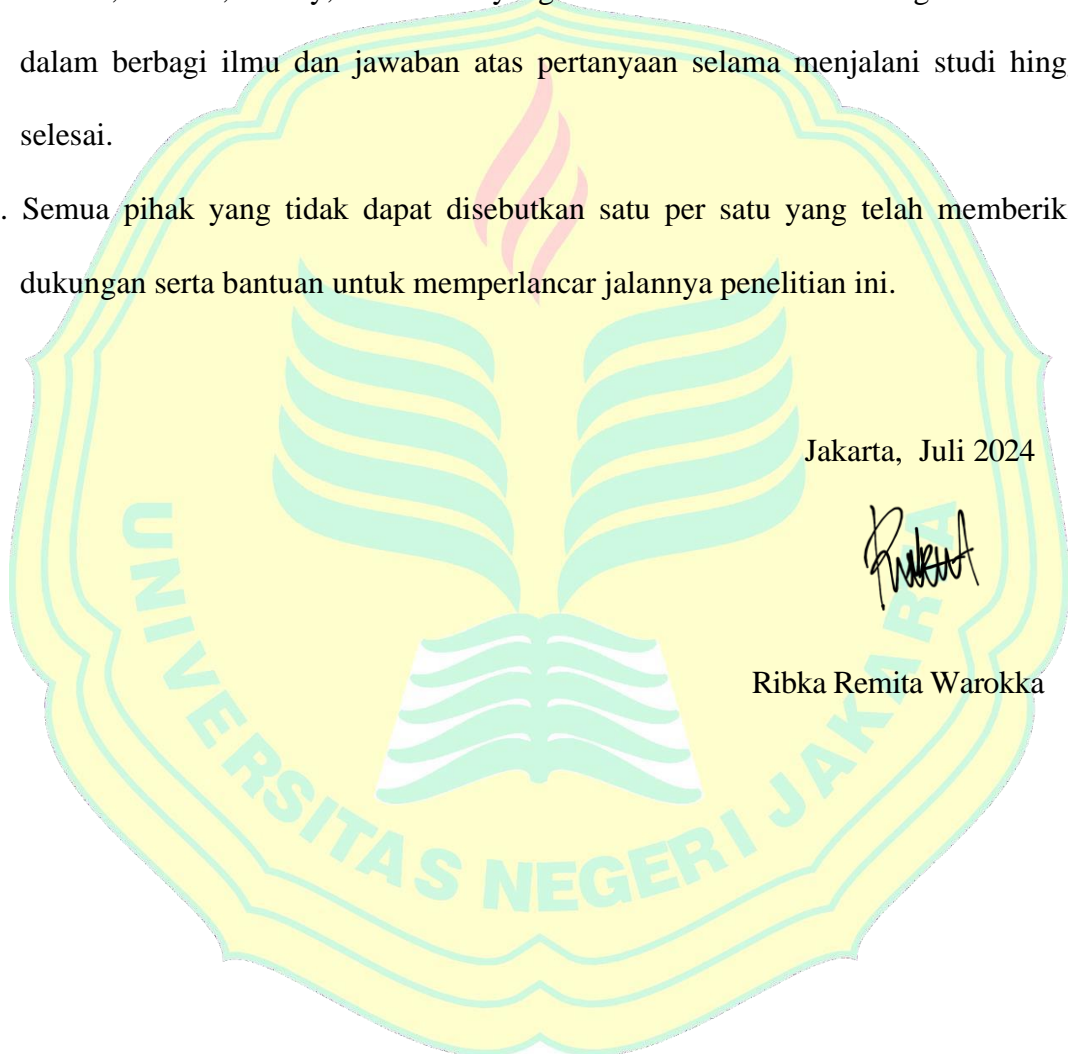 dalam berbagi ilmu dan jawaban atas pertanyaan selama menjalani studi hing
selesai.
. Semua pihak yang tidak dapat disebutkan satu per satu yang telah memberik
dukungan serta bantuan untuk memperlancar jalannya penelitian ini.
Jakarta, Juli 2024
Ribka Remita Warokka
UNIVERSITAS NEGERI JAKARTA